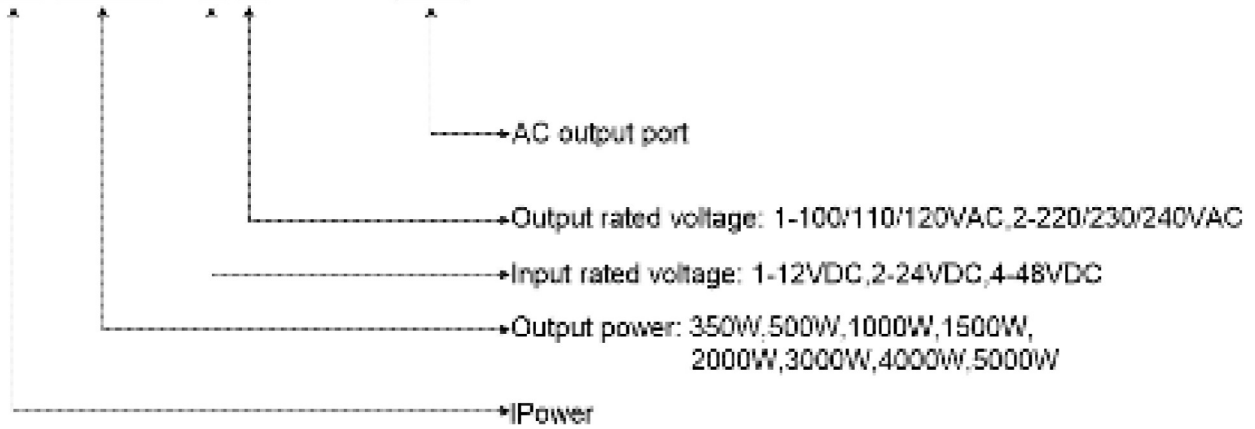 AC output port
Output rated voltage: 1-100/110/120VAC,2-220/230/240VAC
Input rated voltage: 1-12VDC,2-24VDC,4-48VDC
Output power: 350W,500W,1000W,1500W,
2000W,3000W,4000W,5000W
IPower